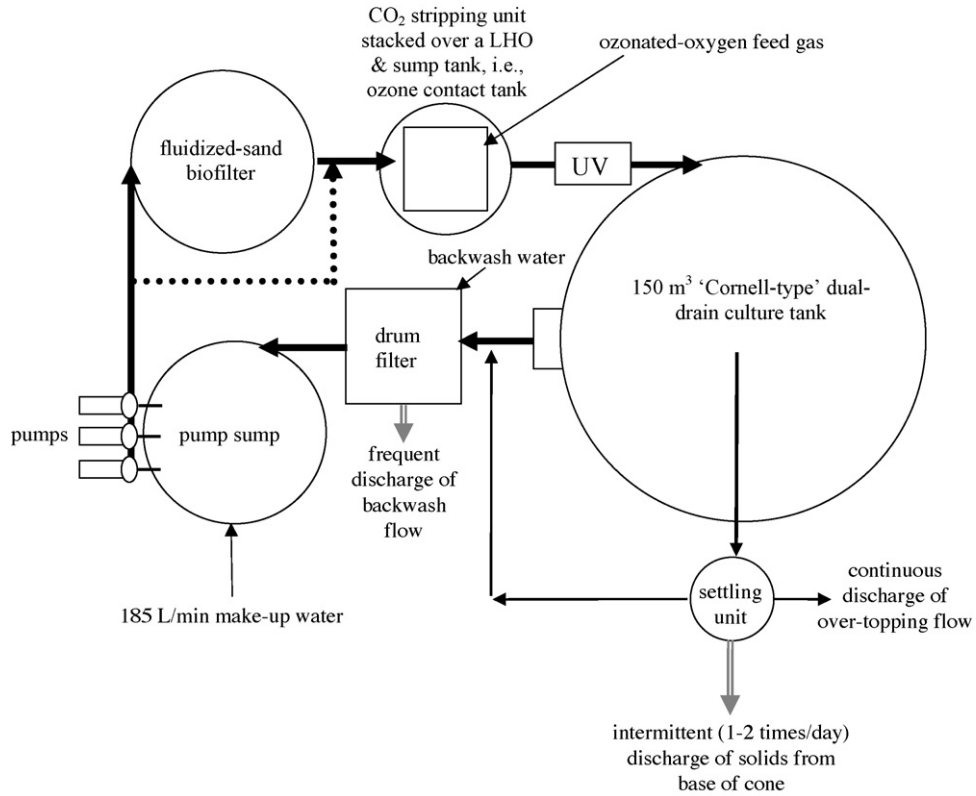 CO₂ stripping unit
stacked over a LHO
& sump tank, i.e.,
ozone contact tank
ozonated-oxygen feed gas
fluidized-sand
biofilter
UV
backwash water
150 m³ ‘Cornell-type’ dual-
drain culture tank
drum
filter
pumps
pump sump
frequent
discharge of
backwash
flow
185 L/min make-up water
settling
unit
continuous
discharge of
over-topping flow
intermittent (1-2 times/day)
discharge of solids from
base of cone